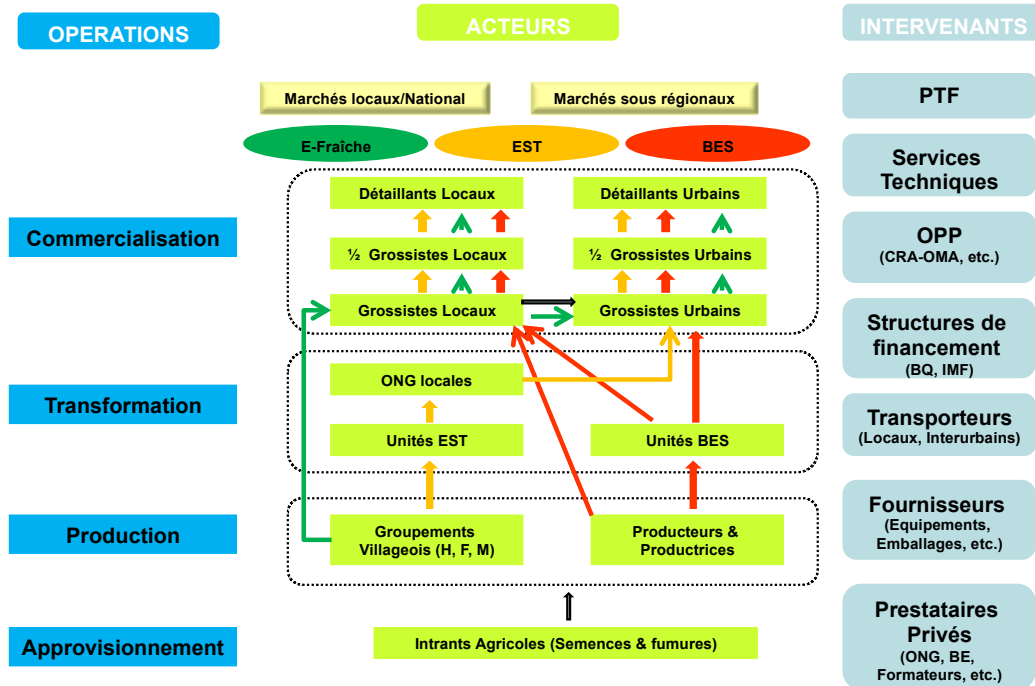 OPERATIONS
ACTEURS
INTERVENANTS
Marchés locaux/National
Marchés sous régionaux
PTF
E-Fraîche
EST
BES
Services
Techniques
Détaillants Locaux
Détaillants Urbains
Commercialisation
½ Grossistes Locaux
½ Grossistes Urbains
OPP
(CRA-OMA, etc.)
Grossistes Locaux
Grossistes Urbains
Structures de
financement
(BQ, IMF)
Transformation
ONG locales
Unités EST
Unités BES
Transporteurs
(Locaux, Interurbains)
Production
Groupements
Villageois (H, F, M)
Producteurs &
Productrices
Fournisseurs
(Equipements,
Emballages, etc.)
Approvisionnement
Intrants Agricoles (Semences & fumures)
Prestataires
Privés
(ONG, BE,
Formateurs, etc.)